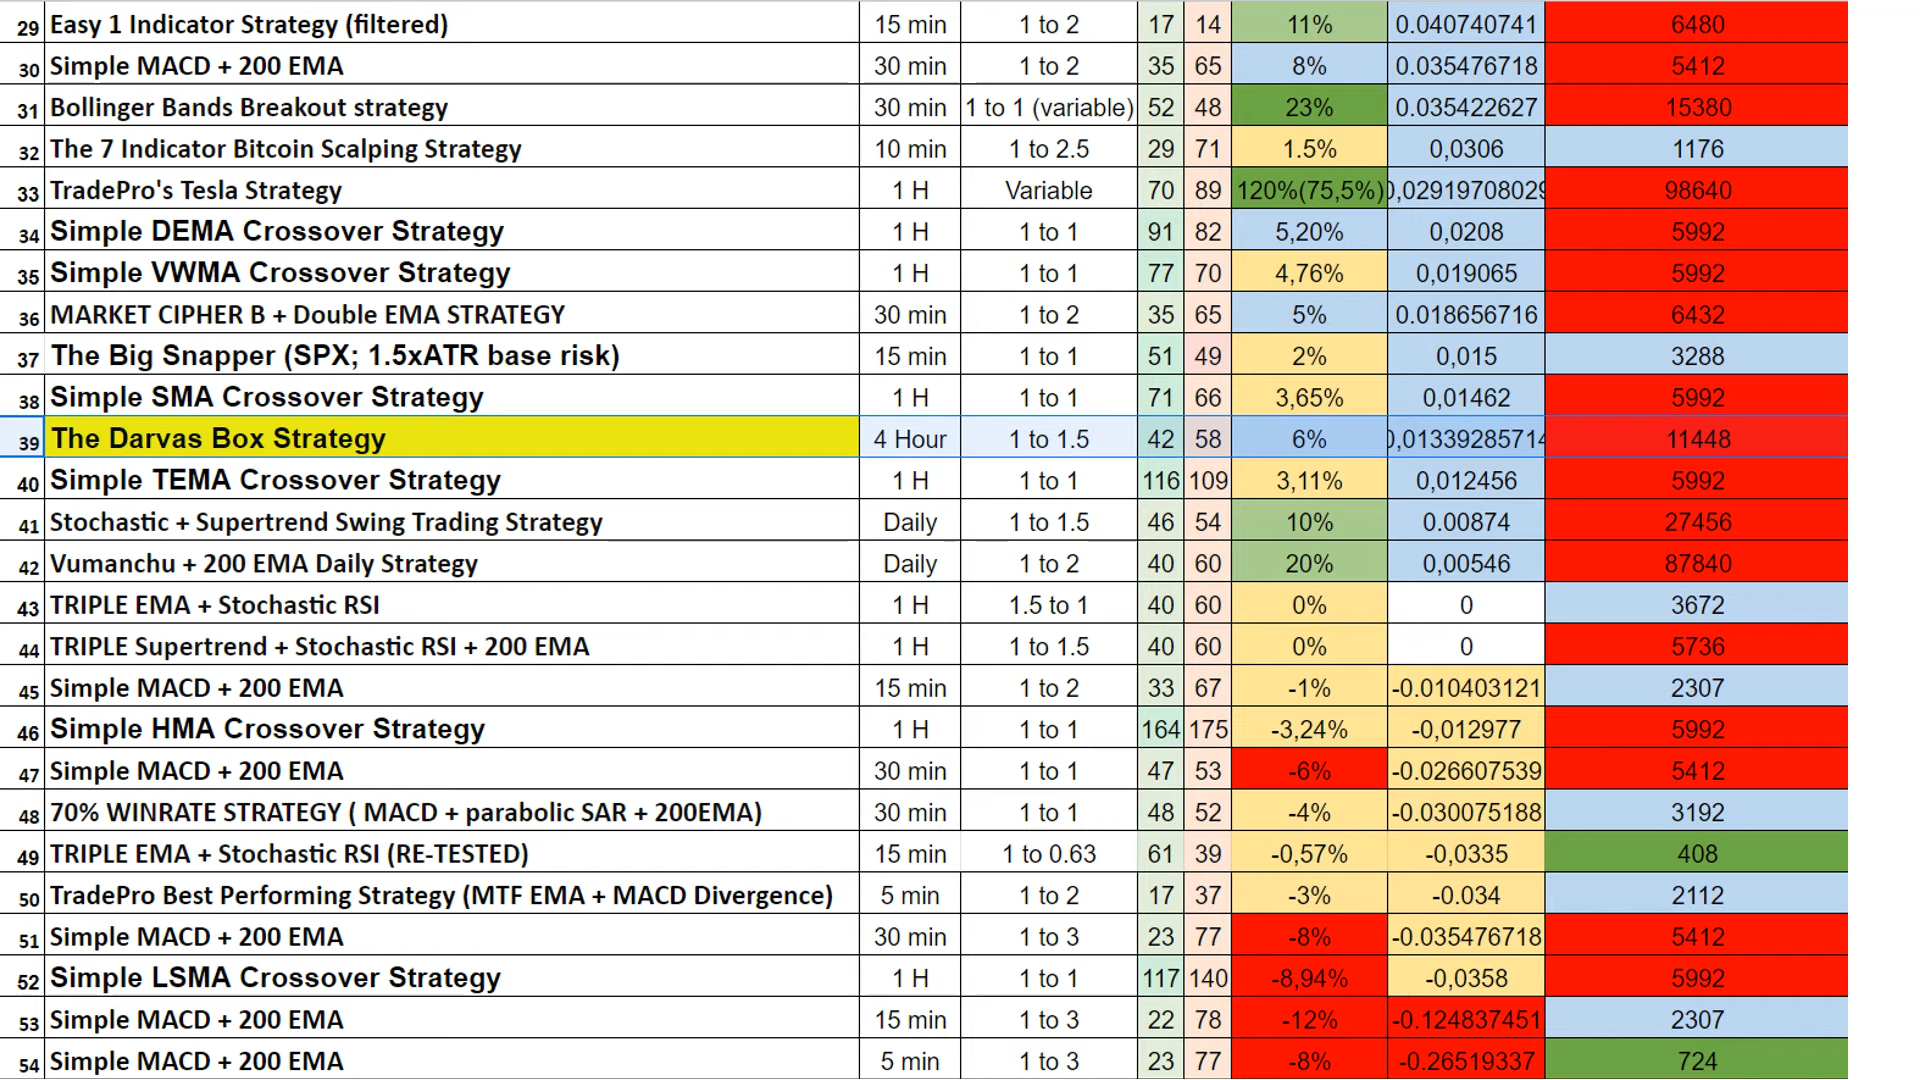 29 Easy 1 Indicator Strategy (filtered) 15 min 1 to 2 17 14 11% 0.040740741 6480
30 Simple MACD + 200 EMA 30 min 1 to 2 35 65 8% 0.035476718 5412
31 Bollinger Bands Breakout strategy 30 min 1 to 1 (variable) 52 48 23% 0.035422627 15380
32 The 7 Indicator Bitcoin Scalping Strategy 10 min 1 to 2.5 29 71 1.5% 0,0306 1176
33 TradePro's Tesla Strategy 1 H Variable 70 89 120%(75,5%) 0,02919708029 98640
34 Simple DEMA Crossover Strategy 1 H 1 to 1 91 82 5,20% 0,0208 5992
35 Simple VWMA Crossover Strategy 1 H 1 to 1 77 70 4,76% 0,019065 5992
36 MARKET CIPHER B + Double EMA STRATEGY 30 min 1 to 2 35 65 5% 0.018656716 6432
37 The Big Snapper (SPX; 1.5xATR base risk) 15 min 1 to 1 51 49 2% 0,015 3288
38 Simple SMA Crossover Strategy 1 H 1 to 1 71 66 3,65% 0,01462 5992
39 The Darvas Box Strategy 4 Hour 1 to 1.5 42 58 6% 0,01339285714 11448
40 Simple TEMA Crossover Strategy 1 H 1 to 1 116 109 3,11% 0,012456 5992
41 Stochastic + Supertrend Swing Trading Strategy Daily 1 to 1.5 46 54 10% 0.00874 27456
42 Vumanchu + 200 EMA Daily Strategy Daily 1 to 2 40 60 20% 0,00546 87840
43 TRIPLE EMA + Stochastic RSI 1 H 1.5 to 1 40 60 0% 0 3672
44 TRIPLE Supertrend + Stochastic RSI + 200 EMA 1 H 1 to 1.5 40 60 0% 0 5736
45 Simple MACD + 200 EMA 15 min 1 to 2 33 67 -1% -0.010403121 2307
46 Simple HMA Crossover Strategy 1 H 1 to 1 164 175 -3,24% -0,012977 5992
47 Simple MACD + 200 EMA 30 min 1 to 1 47 53 -6% -0.026607539 5412
48 70% WINRATE STRATEGY ( MACD + parabolic SAR + 200EMA) 30 min 1 to 1 48 52 -4% -0.030075188 3192
49 TRIPLE EMA + Stochastic RSI (RE-TESTED) 15 min 1 to 0.63 61 39 -0,57% -0,0335 408
50 TradePro Best Performing Strategy (MTF EMA + MACD Divergence) 5 min 1 to 2 17 37 -3% -0.034 2112
51 Simple MACD + 200 EMA 30 min 1 to 3 23 77 -8% -0.035476718 5412
52 Simple LSMA Crossover Strategy 1 H 1 to 1 117 140 -8,94% -0,0358 5992
53 Simple MACD + 200 EMA 15 min 1 to 3 22 78 -12% -0.124837451 2307
54 Simple MACD + 200 EMA 5 min 1 to 3 23 77 -8% -0.26519337 724